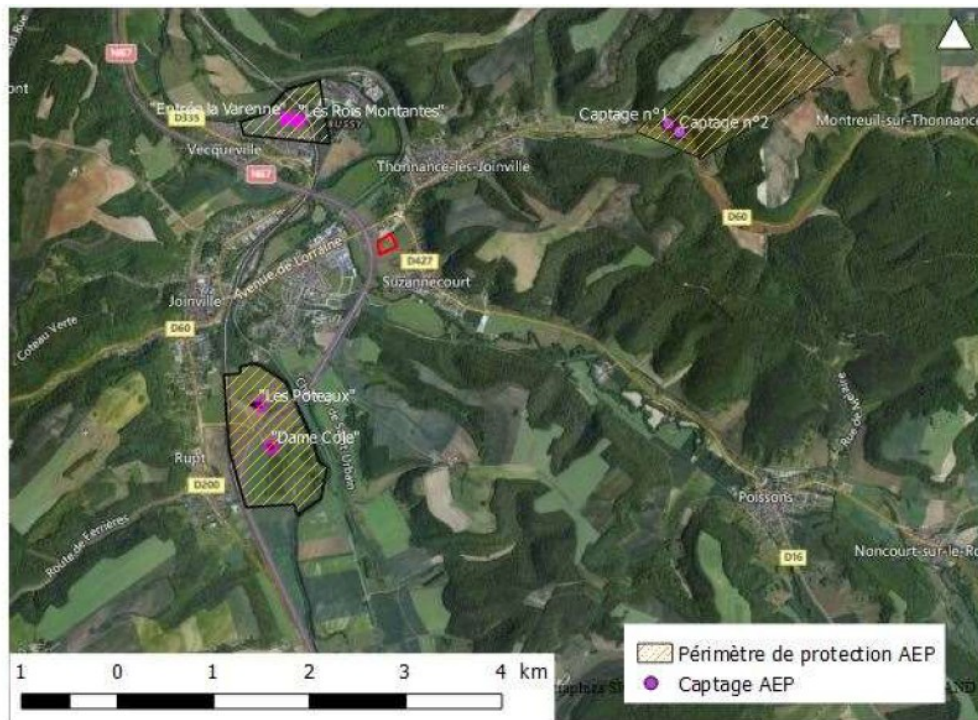 N67
"Entrée la Varenne" "Les Rois Montantes"
D335
Vecqueville
N67
Captage n°1
Captage n°2
Montreuil-sur-Thonnance
Thonnance-lès-Joinville
D60
Avenue de Lorraine
D427
Suzannecourt
Joinville
D60
Coteau Verte
"Les Poteaux"
"Dame Cole"
Rupt
D200
Route de Ferrières
Poissons
Noncourt-sur-le-Ro
D16
Périmètre de protection AEP
Captage AEP
1 0 1 2 3 4 km